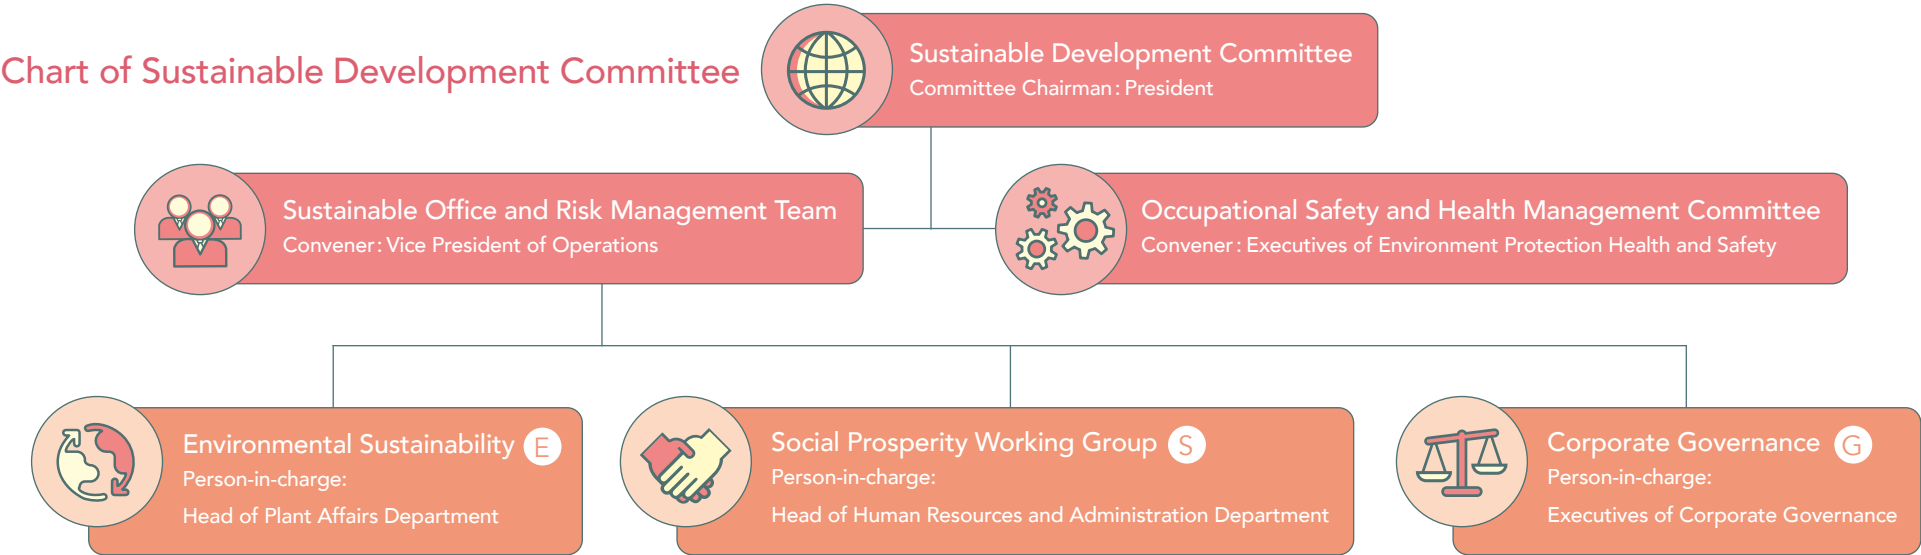 Chart of Sustainable Development Committee
Sustainable Development Committee
Committee Chairman: President
Sustainable Office and Risk Management Team
Convener: Vice President of Operations
Occupational Safety and Health Management Committee
Convener: Executives of Environment Protection Health and Safety
Environmental Sustainability E
Person-in-charge:
Head of Plant Affairs Department
Social Prosperity Working Group S
Person-in-charge:
Head of Human Resources and Administration Department
Corporate Governance G
Person-in-charge:
Executives of Corporate Governance